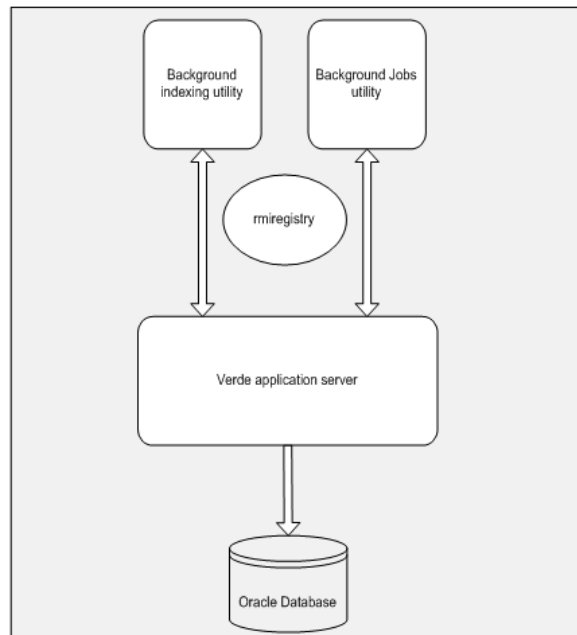 Background
indexing utility
Background Jobs
utility
rmiregistry
Verde application server
Oracle Database